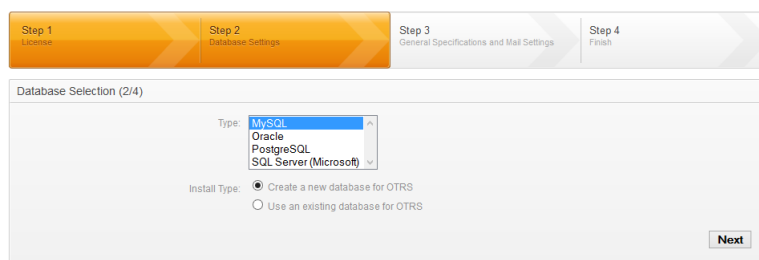 Step 1
License
Step 2
Database Settings
Step 3
General Specifications and Mail Settings
Step 4
Finish
Database Selection (2/4)
Type:
MySQL
Oracle
PostgreSQL
SQL Server (Microsoft)
Install Type:
Create a new database for OTRS
Use an existing database for OTRS
Next